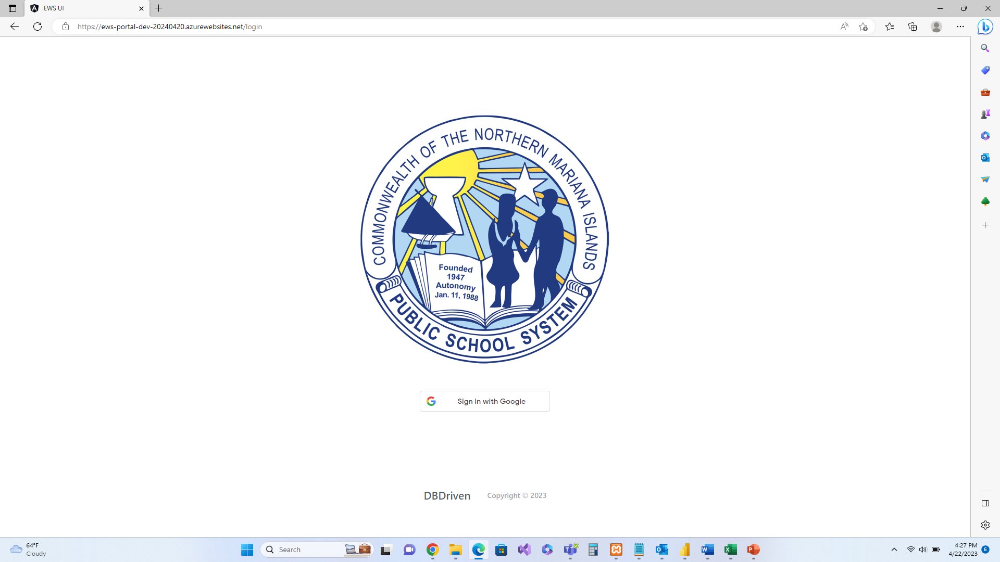 EWS UI
https://ews-portal-dev-20240420.azurewebsites.net/login
COMMONWEALTH OF THE NORTHERN MARIANA ISLANDS
Founded
1947
Autonomy
Jan. 11, 1988
PUBLIC SCHOOL SYSTEM
Sign in with Google
DBDriven Copyright © 2023
64°F
Cloudy
Search
4:27 PM
4/22/2023
6